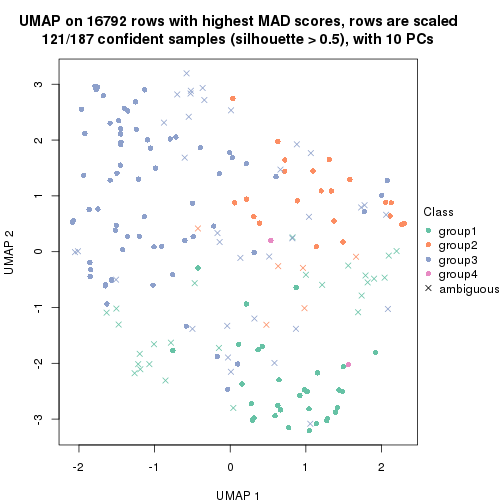 UMAP on 16792 rows with highest MAD scores, rows are scaled
121/187 confident samples (silhouette > 0.5), with 10 PCs
3
2
1
0
-1
-2
-3
UMAP 2
-2
-1
0
1
2
UMAP 1
Class
group1
group2
group3
group4
ambiguous